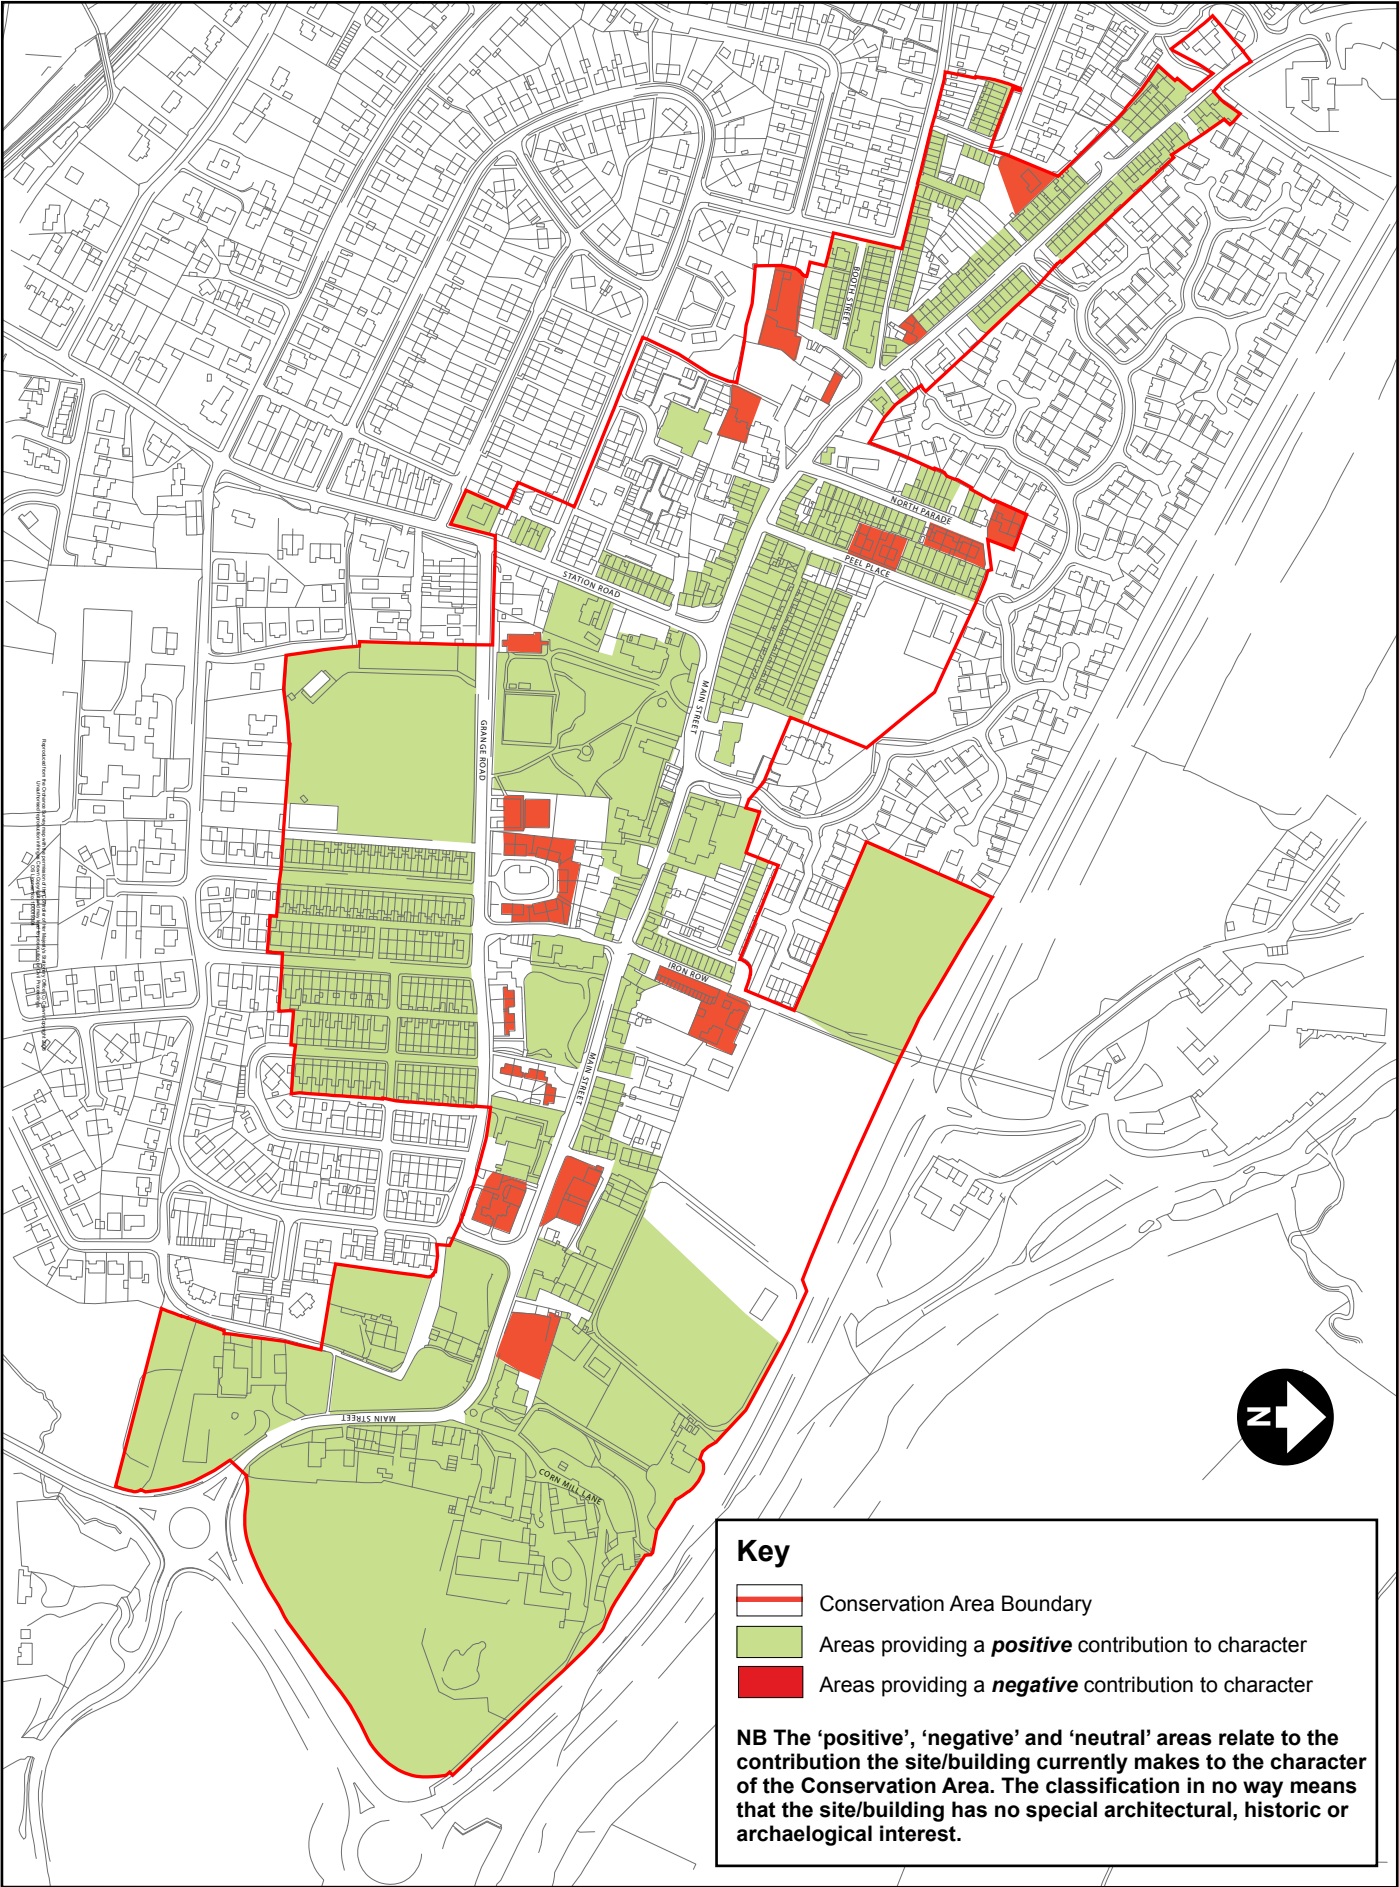 BOOTH STREET
NORTH PARADE
PEEL PLACE
STATION ROAD
MAIN STREET
GRANGE ROAD
IRON ROW
MAIN STREET
MAIN STREET
CORN MILL LANE
N
Key
Conservation Area Boundary
Areas providing a positive contribution to character
Areas providing a negative contribution to character
NB The ‘positive’, ‘negative’ and ‘neutral’ areas relate to the
contribution the site/building currently makes to the character
of the Conservation Area. The classification in no way means
that the site/building has no special architectural, historic or
archaelogical interest.